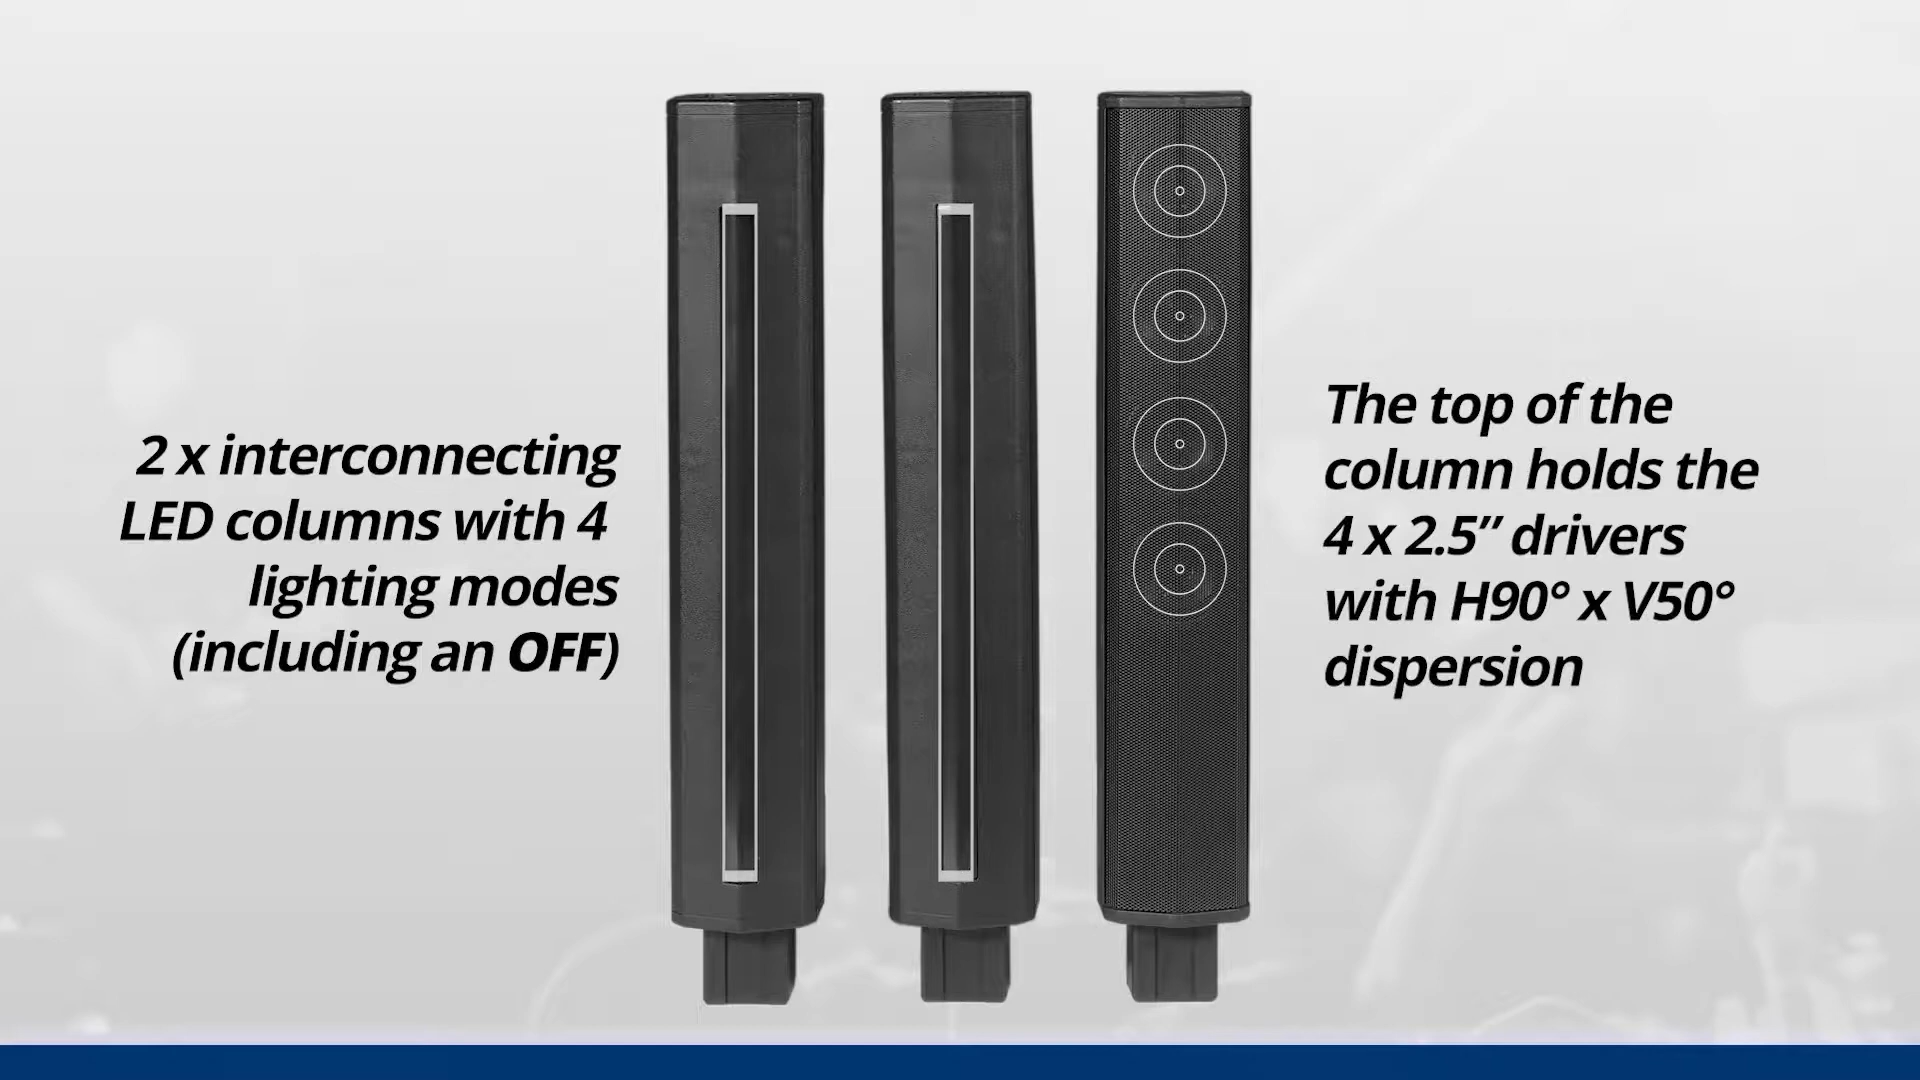 2 x interconnecting
LED columns with 4
lighting modes
(including an OFF)
The top of the
column holds the
4 x 2.5” drivers
with H90° x V50°
dispersion